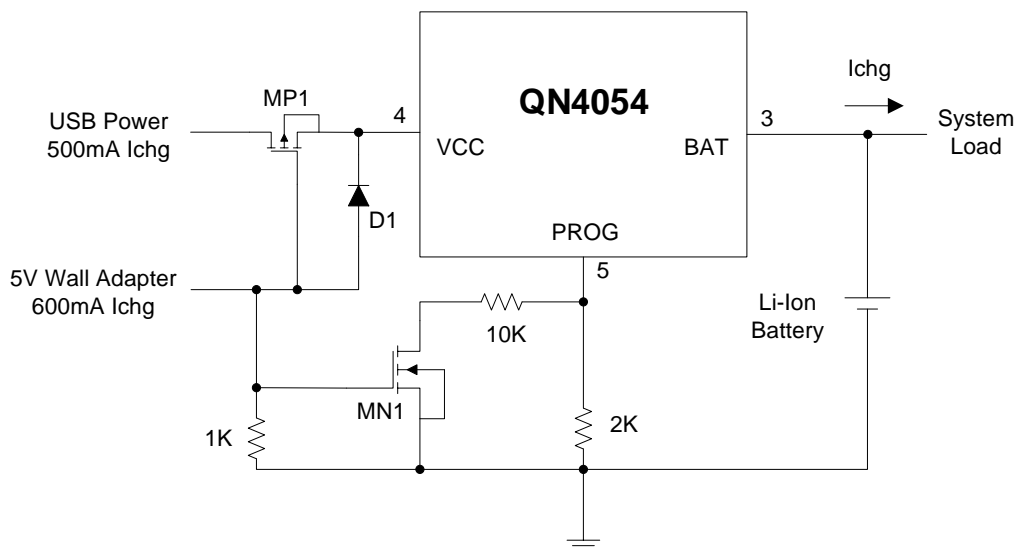 QN4054
Ichg
MP1
4
3
USB Power
500mA Ichg
System
Load
VCC
BAT
D1
PROG
5
5V Wall Adapter
600mA Ichg
10K
Li-Ion
Battery
MN1
1K
2K